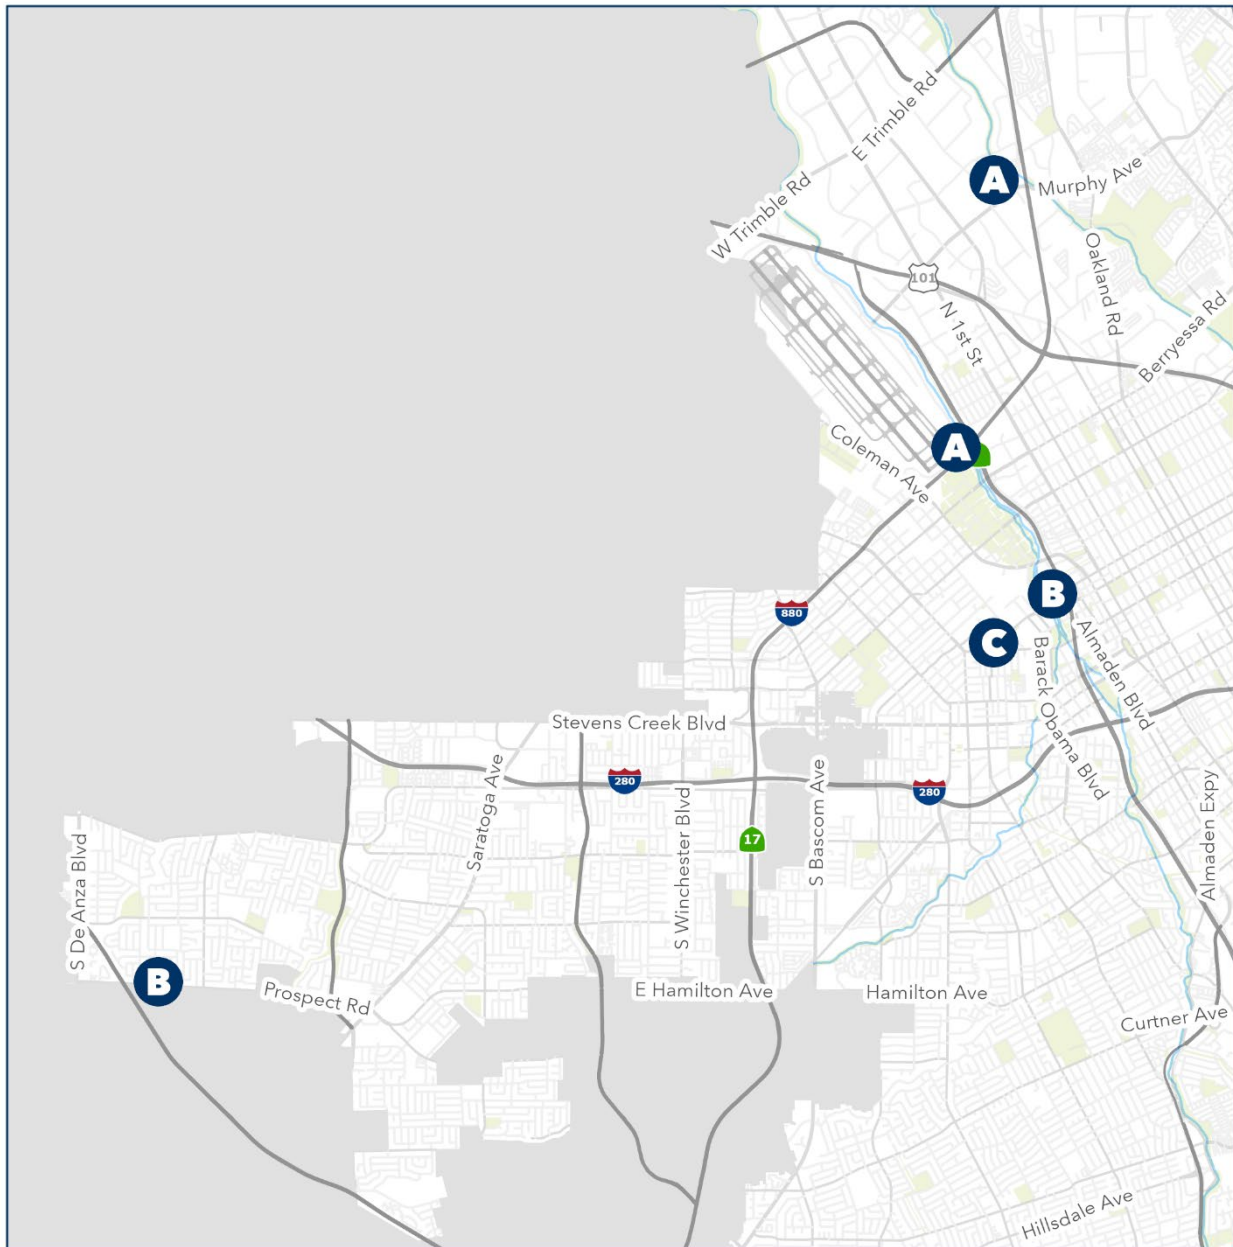 E Trimble Rd
A
Murphy Ave
W Trimble Rd
Oakland Rd
101
N 1st St
Berryessa Rd
A
Coleman Ave
B
880
C
Almaden Blvd
Barack Obama Blvd
Stevens Creek Blvd
280
280
Saratoga Ave
S Winchester Blvd
S Bascom Ave
Almaden Expy
17
S De Anza Blvd
B
Prospect Rd
E Hamilton Ave
Hamilton Ave
Curtner Ave
Hillsdale Ave